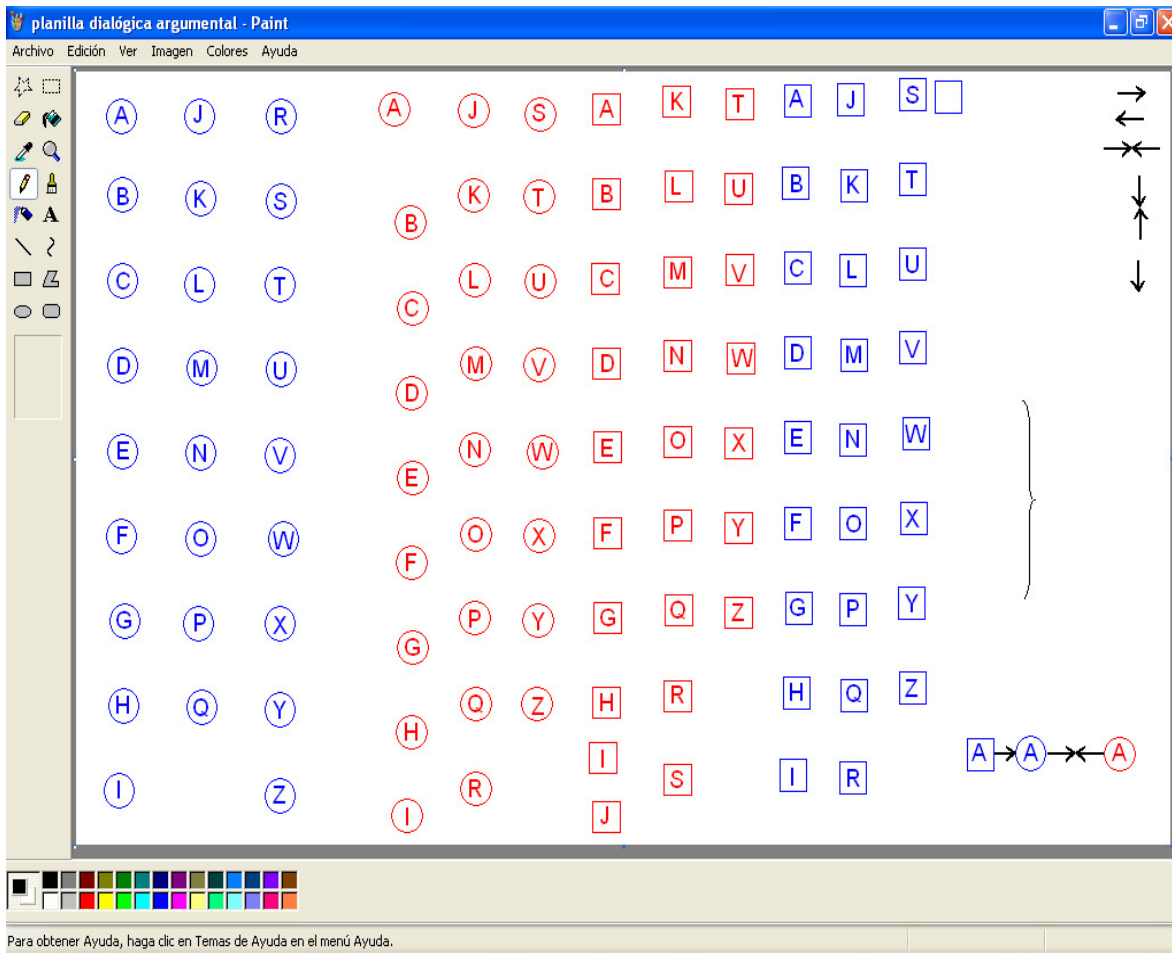 planilla dialógica argumental - Paint
Archivo Edición Ver Imagen Colores Ayuda
A J R A J S A K T A J S
B K S B K T B L U B K T
C L T C L U C M V C L U
D M U D M V D N W D M V
E N V E N W E O X E N W
F O W F O X F P Y F O X
G P X G P Y G Q Z G P Y
H Q Y H Q Z H R H Q Z
I A A A
I Z I R J S I R
Para obtener Ayuda, haga clic en Temas de Ayuda en el menú Ayuda.